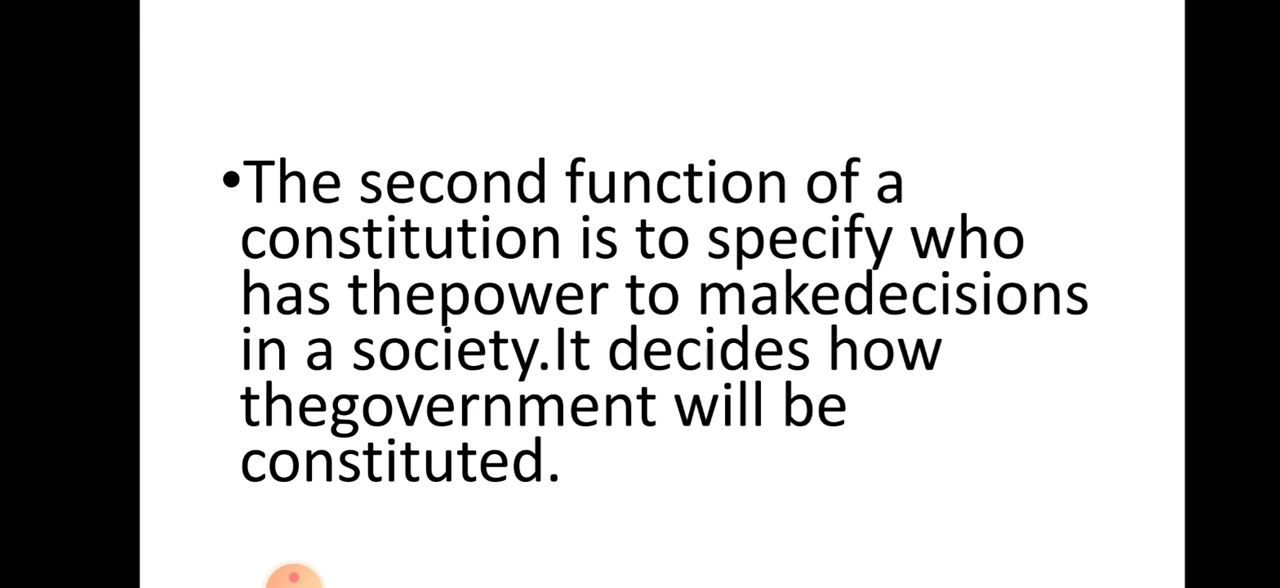 •The second function of a
constitution is to specify who
has thepower to makedecisions
in a society.It decides how
thegovernment will be
constituted.